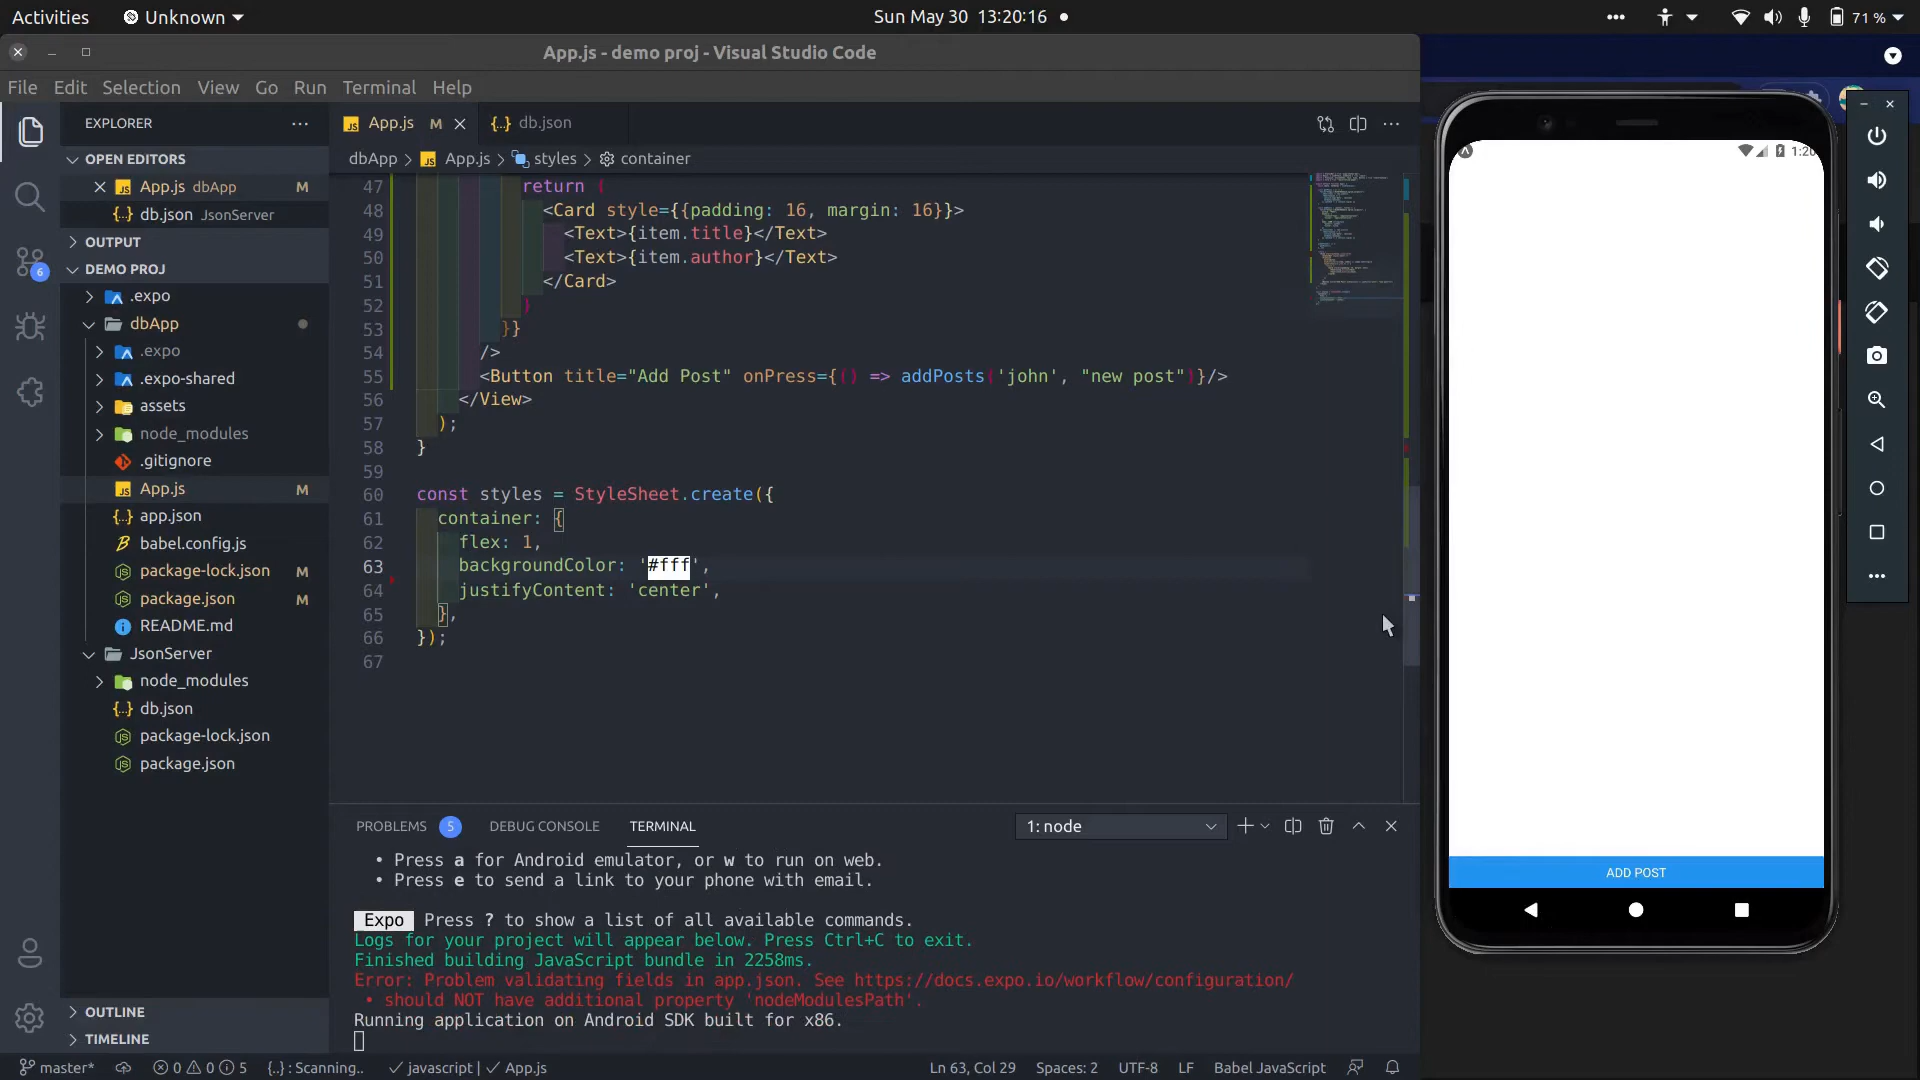 Activities
Unknown
Sun May 30 13:20:16
71 %
App.js - demo proj - Visual Studio Code
File Edit Selection View Go Run Terminal Help
EXPLORER
OPEN EDITORS
App.js dbApp M
db.json JsonServer
OUTPUT
DEMO PROJ
.expo
dbApp
.expo
.expo-shared
assets
node_modules
.gitignore
App.js M
app.json
babel.config.js
package-lock.json M
package.json M
README.md
JsonServer
node_modules
db.json
package-lock.json
package.json
OUTLINE
TIMELINE
6
App.js M
db.json
dbApp > App.js > styles > container
47 return (
48 <Card style={{padding: 16, margin: 16}}>
49 <Text>{item.title}</Text>
50 <Text>{item.author}</Text>
51 </Card>
52 )
53 }}
54 />
55 <Button title="Add Post" onPress={() => addPosts('john', "new post")}/>
56 </View>
57 );
58 }
59
60 const styles = StyleSheet.create({
61 container: {
62 flex: 1,
63 backgroundColor: '#fff',
64 justifyContent: 'center',
65 },
66 });
67
PROBLEMS 5 DEBUG CONSOLE TERMINAL
1: node
• Press a for Android emulator, or w to run on web.
• Press e to send a link to your phone with email.
Expo Press ? to show a list of all available commands.
Logs for your project will appear below. Press Ctrl+C to exit.
Finished building JavaScript bundle in 2258ms.
Error: Problem validating fields in app.json. See https://docs.expo.io/workflow/configuration/
• should NOT have additional property 'nodeModulesPath'.
Running application on Android SDK built for x86.
master* 0 0 5 {..} : Scanning.. javascript | App.js
Ln 63, Col 29 Spaces: 2 UTF-8 LF Babel JavaScript
ADD POST